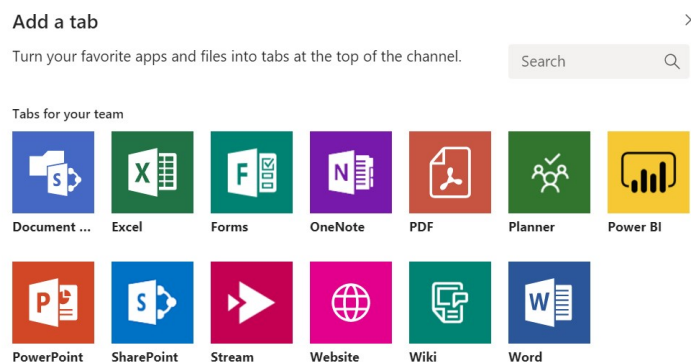 Add a tab
Turn your favorite apps and files into tabs at the top of the channel.
Search
Tabs for your team
Document ...
Excel
Forms
OneNote
PDF
Planner
Power BI
PowerPoint
SharePoint
Stream
Website
Wiki
Word